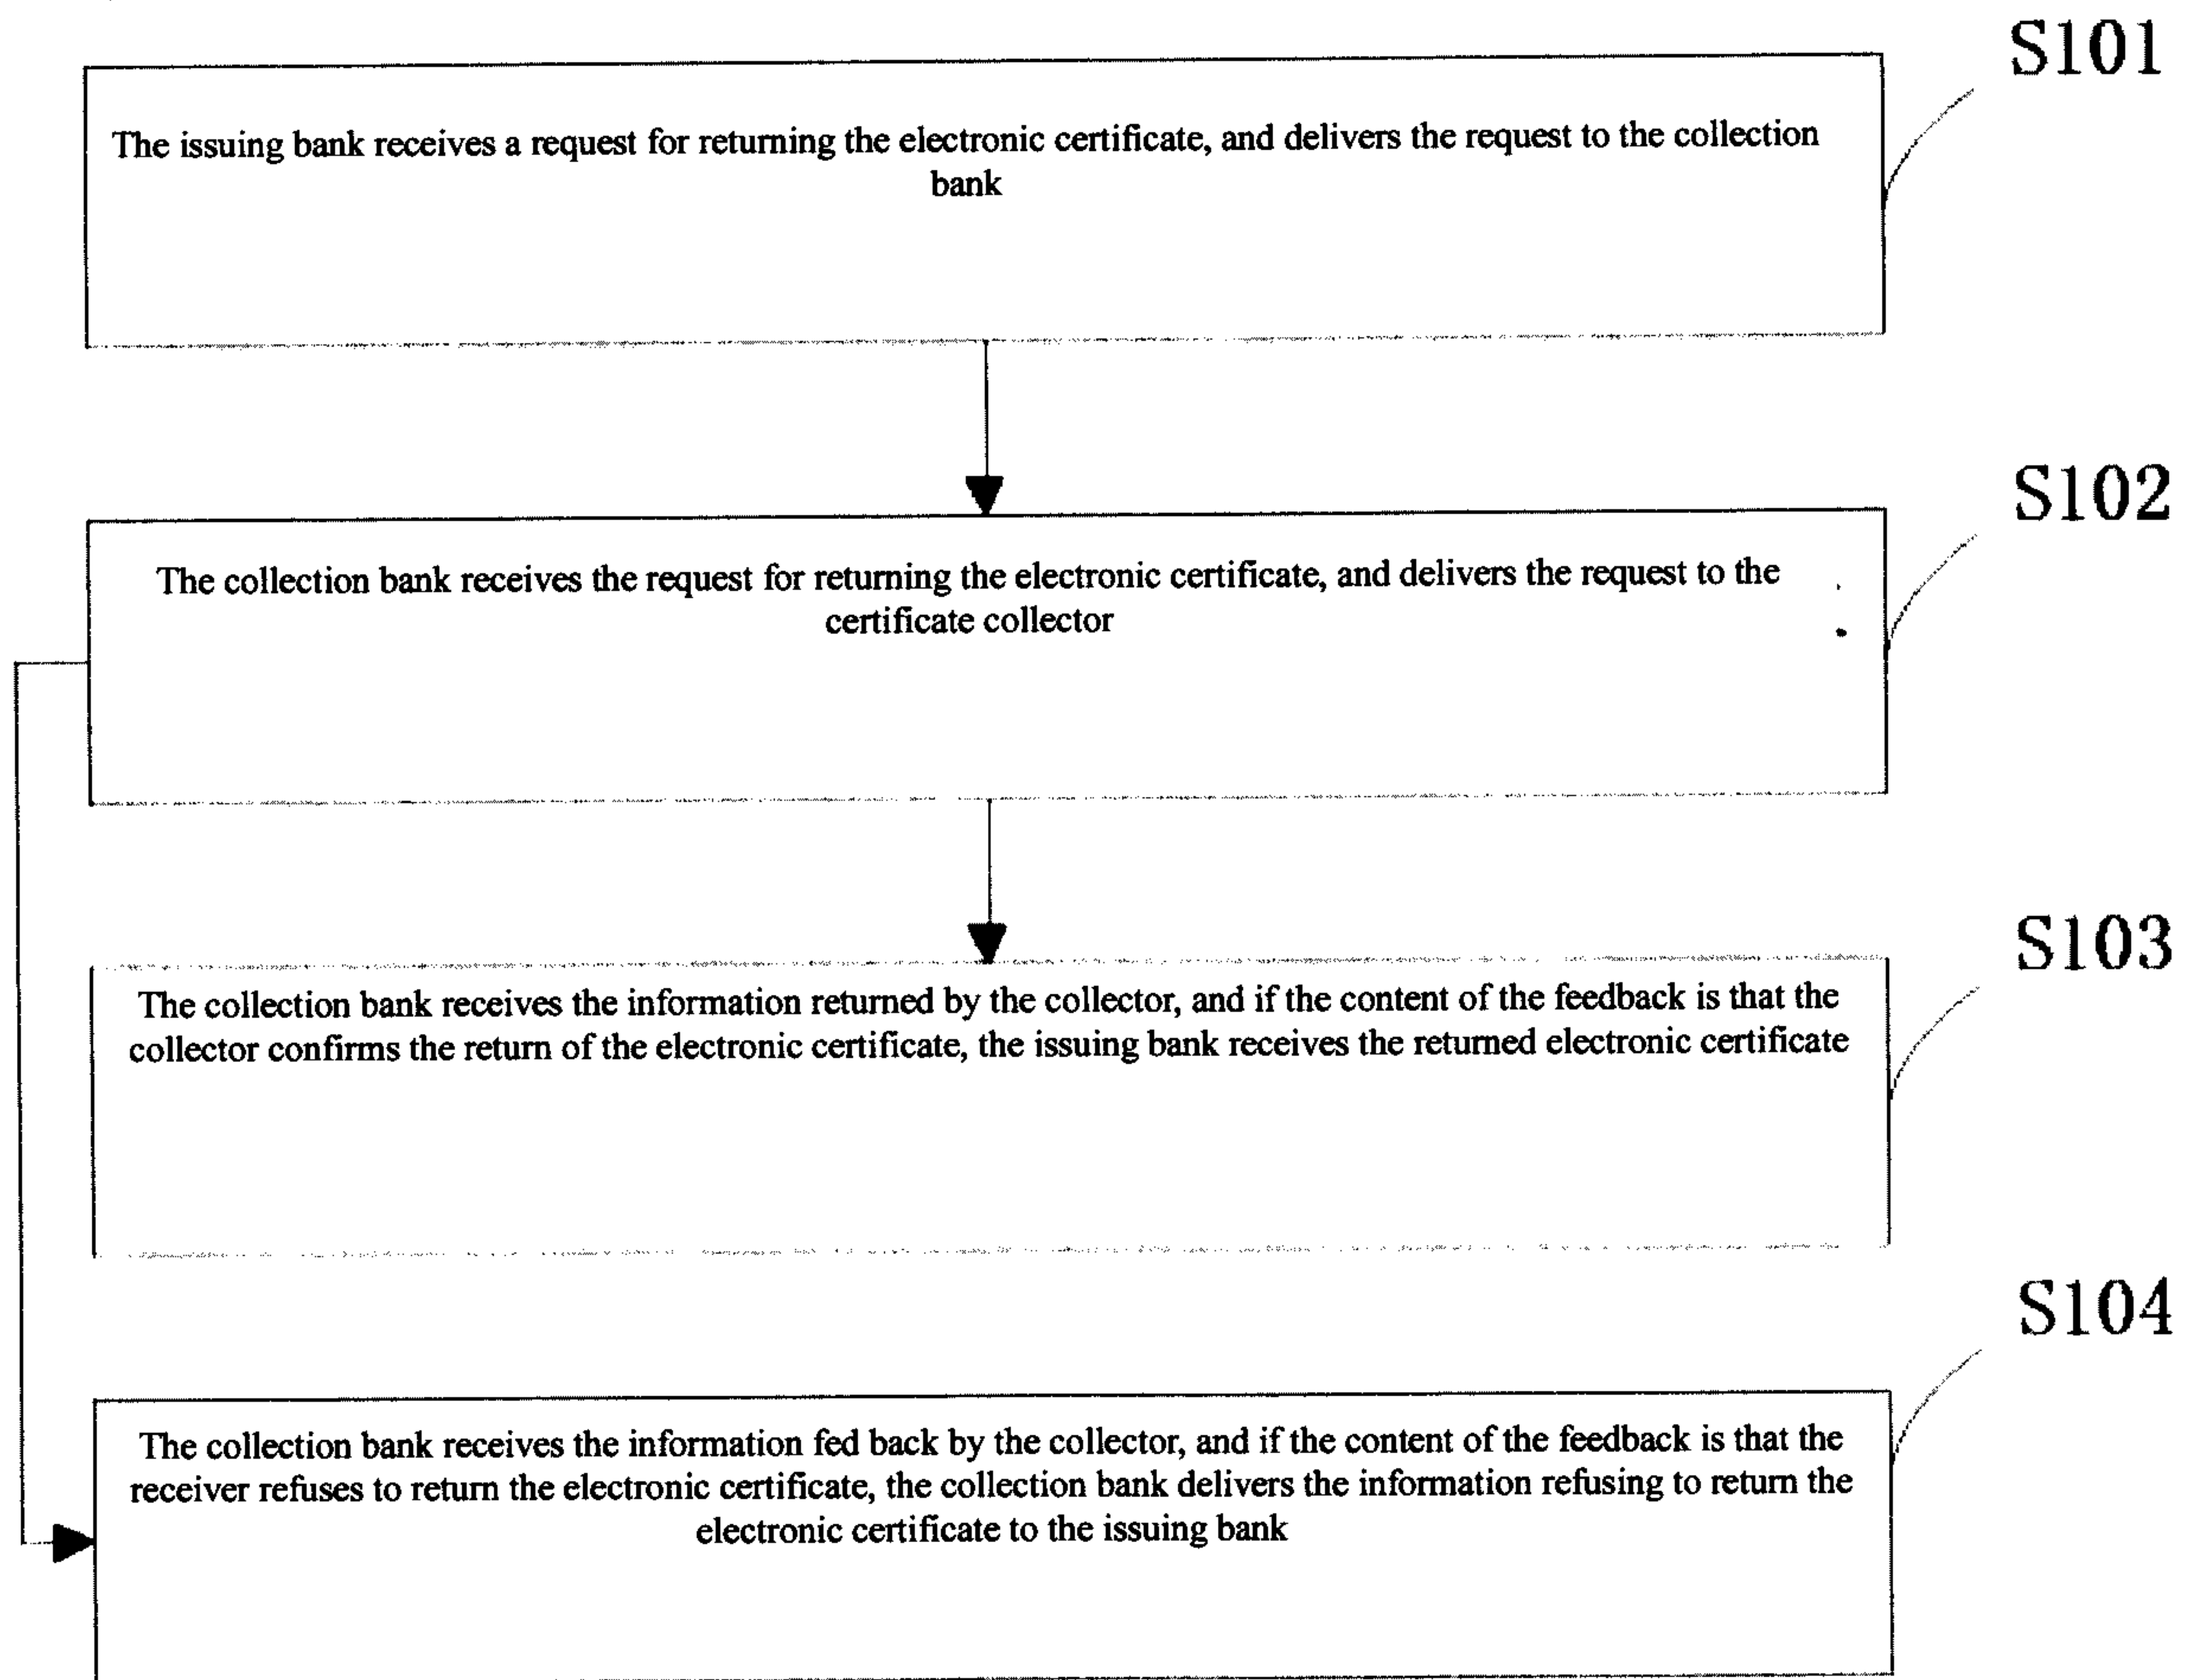 S101
The issuing bank receives a request for returning the electronic certificate, and delivers the request to the collection
bank
S102
The collection bank receives the request for returning the electronic certificate, and delivers the request to the
certificate collector
S103
The collection bank receives the information returned by the collector, and if the content of the feedback is that the
collector confirms the return of the electronic certificate, the issuing bank receives the returned electronic certificate
S104
The collection bank receives the information fed back by the collector, and if the content of the feedback is that the
receiver refuses to return the electronic certificate, the collection bank delivers the information refusing to return the
electronic certificate to the issuing bank